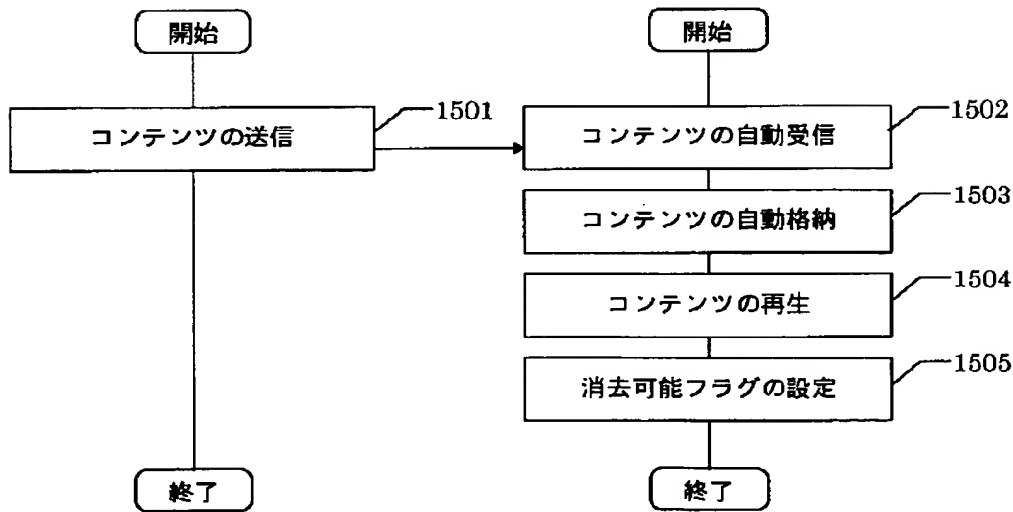 開始
コンテンツの送信
1501
終了
開始
コンテンツの自動受信
1502
コンテンツの自動格納
1503
コンテンツの再生
1504
消去可能フラグの設定
1505
終了